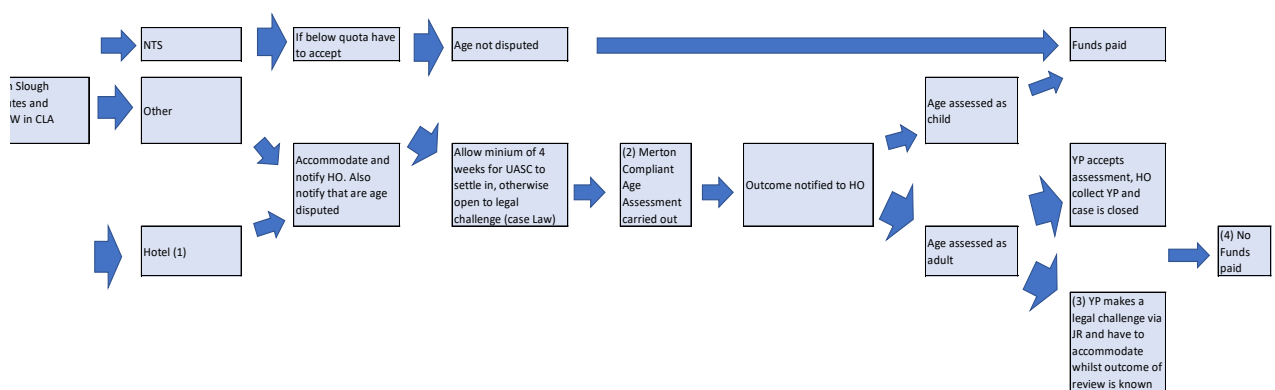 NTS
If below quota have
to accept
Age not disputed
Funds paid
Slough
and
in CLA
Other
Age assessed as
child
Accommodate and
notify HO. Also
notify that are age
disputed
Allow minium of 4
weeks for UASC to
settle in, otherwise
open to legal
challenge (case Law)
(2) Merton
Compliant
Age
Assessment
carried out
Outcome notified to HO
YP accepts
assessment, HO
collect YP and
case is closed
Hotel (1)
Age assessed as
adult
(4) No
Funds
paid
(3) YP makes a
legal challenge via
JR and have to
accommodate
whilst outcome of
review is known